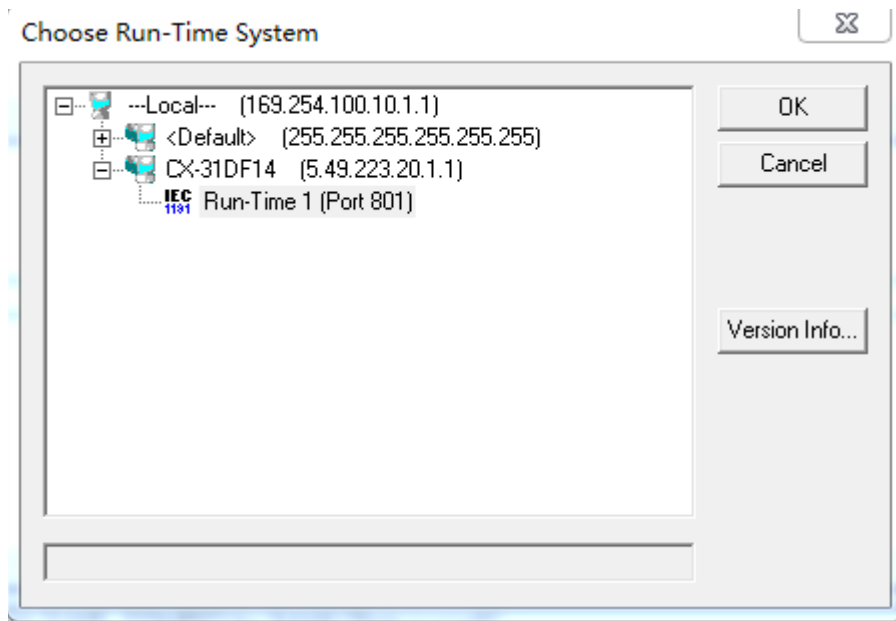 Choose Run-Time System
---Local--- (169.254.100.10.1.1)
<Default> (255.255.255.255.255.255)
CX-31DF14 (5.49.223.20.1.1)
IEC 1131 Run-Time 1 (Port 801)
OK
Cancel
Version Info...